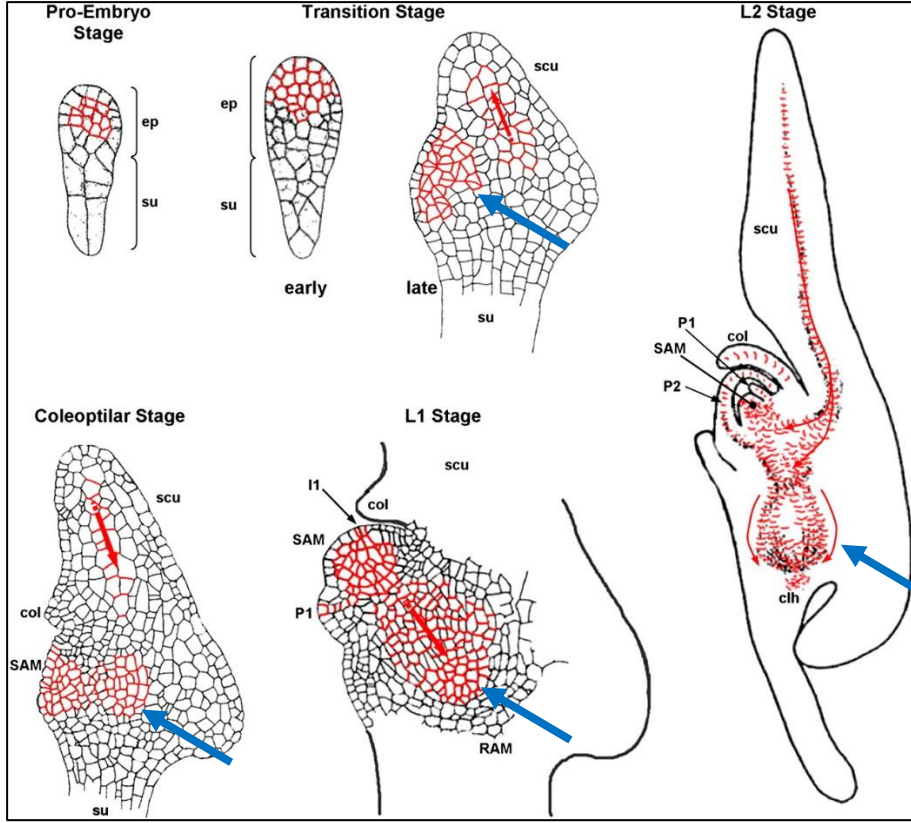 Pro-Embryo
Stage
Transition Stage
L2 Stage
ep
su
ep
su
scu
early
late
su
scu
P1
col
SAM
P2
clh
Coleoptilar Stage
L1 Stage
scu
col
SAM
su
scu
I1
col
SAM
P1
RAM